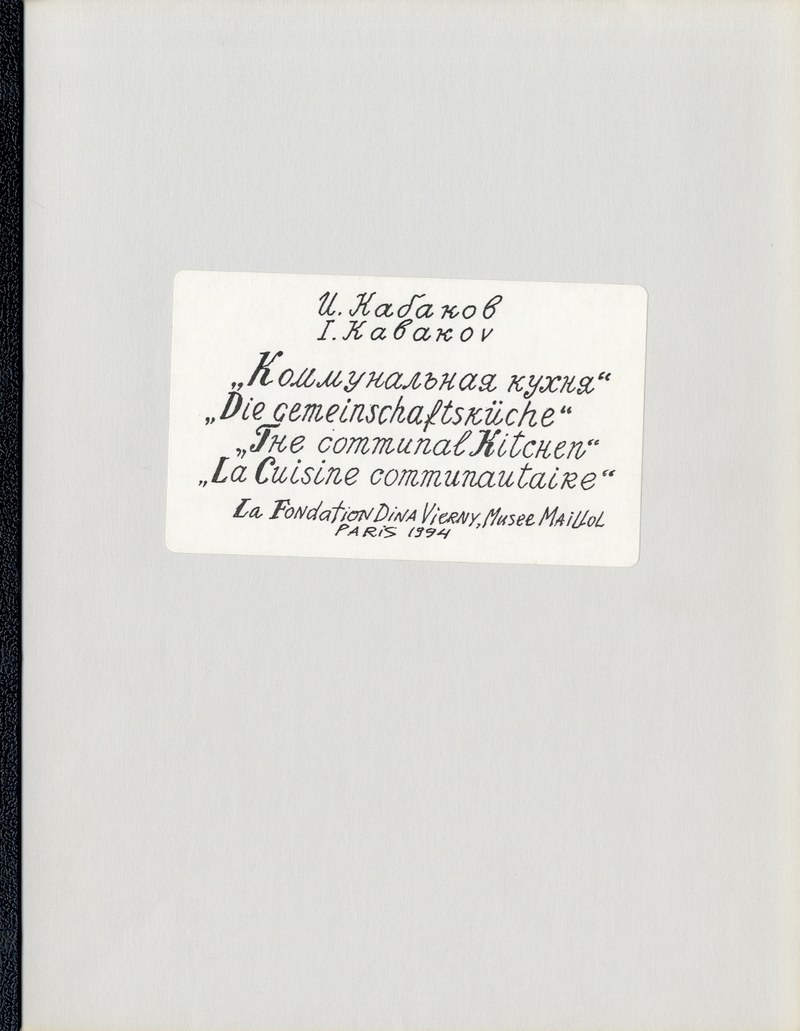 И. Кабаков
I. Kabakov
„Коммунальная кухня“
„Die gemeinschaftsküche“
„The communal Kitchen“
„La Cuisine communautaire“
La Fondation Dina Vierny, Musee Maillol
Paris 1994